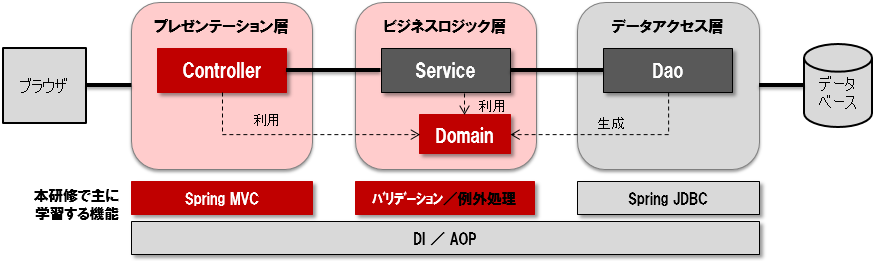 プレゼンテーション層
ビジネスロジック層
データアクセス層
ブラウザ
Controller
Service
Dao
データ
ベース
利用
利用
Domain
生成
本研修で主に
学習する機能
Spring MVC
バリデーション／例外処理
Spring JDBC
DI ／ AOP